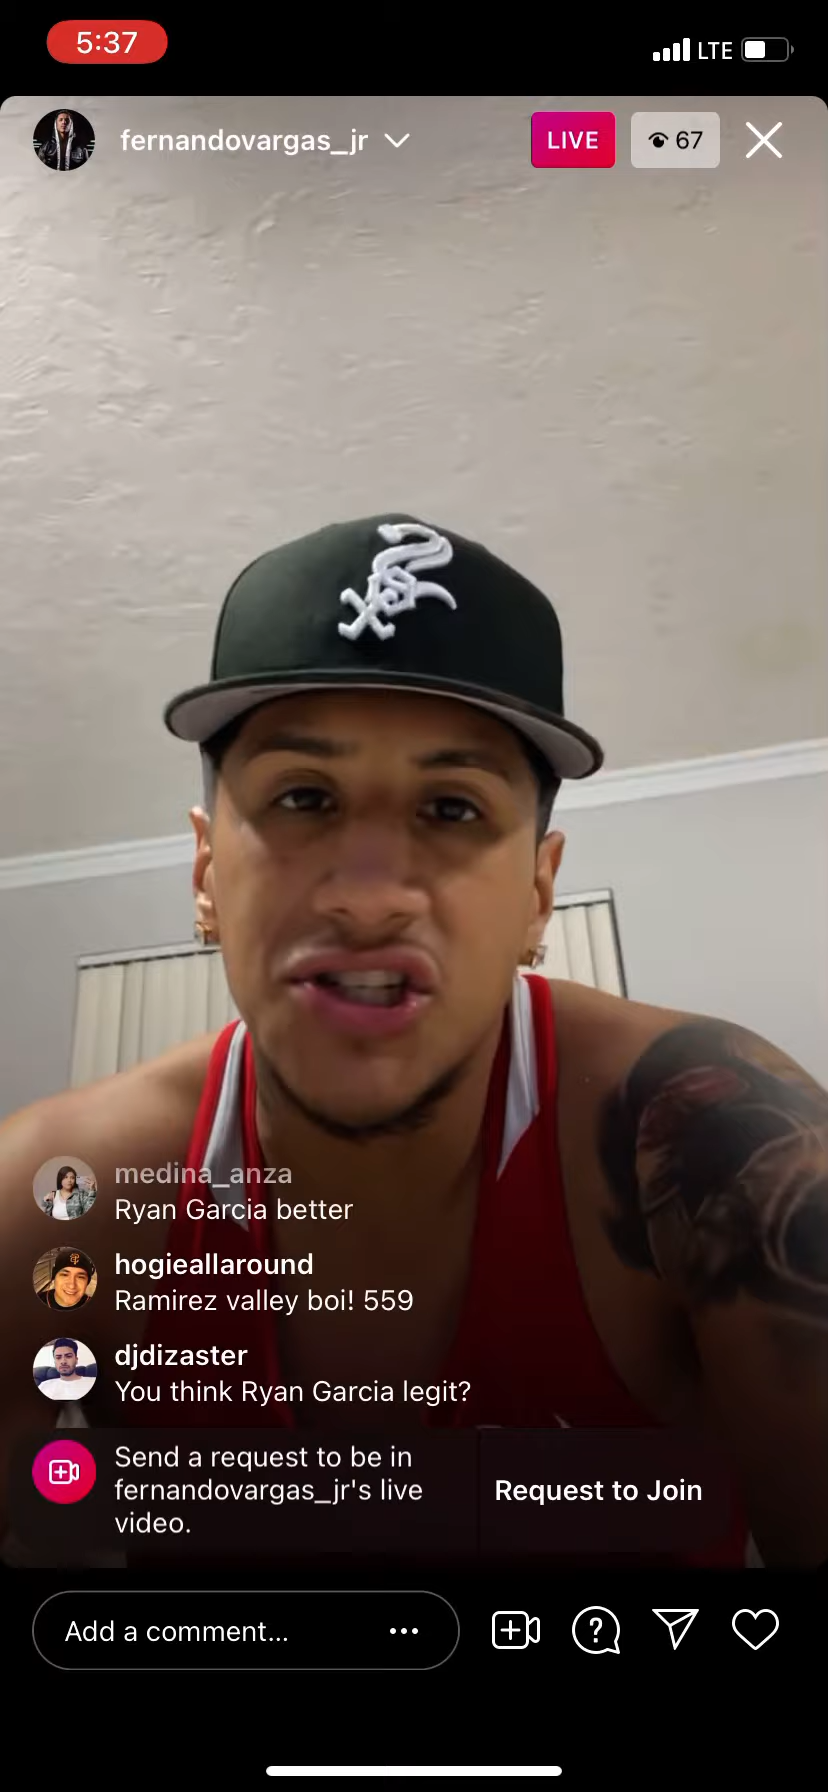 5:37
LTE
fernandovargas_jr
LIVE
67
medina_anza
Ryan Garcia better
hogieallaround
Ramirez valley boi! 559
djdizaster
You think Ryan Garcia legit?
Send a request to be in
fernandovargas_jr's live
video.
Request to Join
Add a comment...